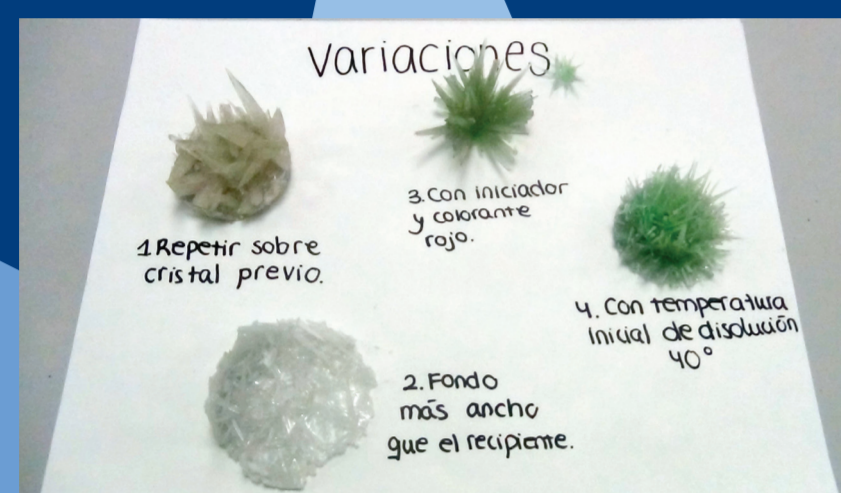 Variaciones
1 Repetir sobre
cristal previo.
3. Con iniciador
y colorante
rojo.
4. Con temperatura
Inicial de disolución
40°
2. Fondo
más ancho
que el recipiente.